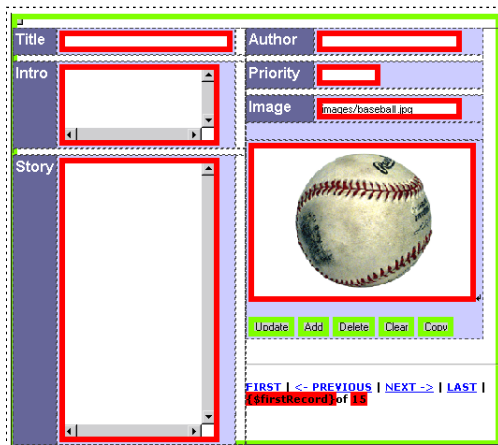 Title
Author
Intro
Priority
Image images/baseball.jpg
Story
Update Add Delete Clear Copy
FIRST | <- PREVIOUS | NEXT -> | LAST |
{$firstRecord}of 15